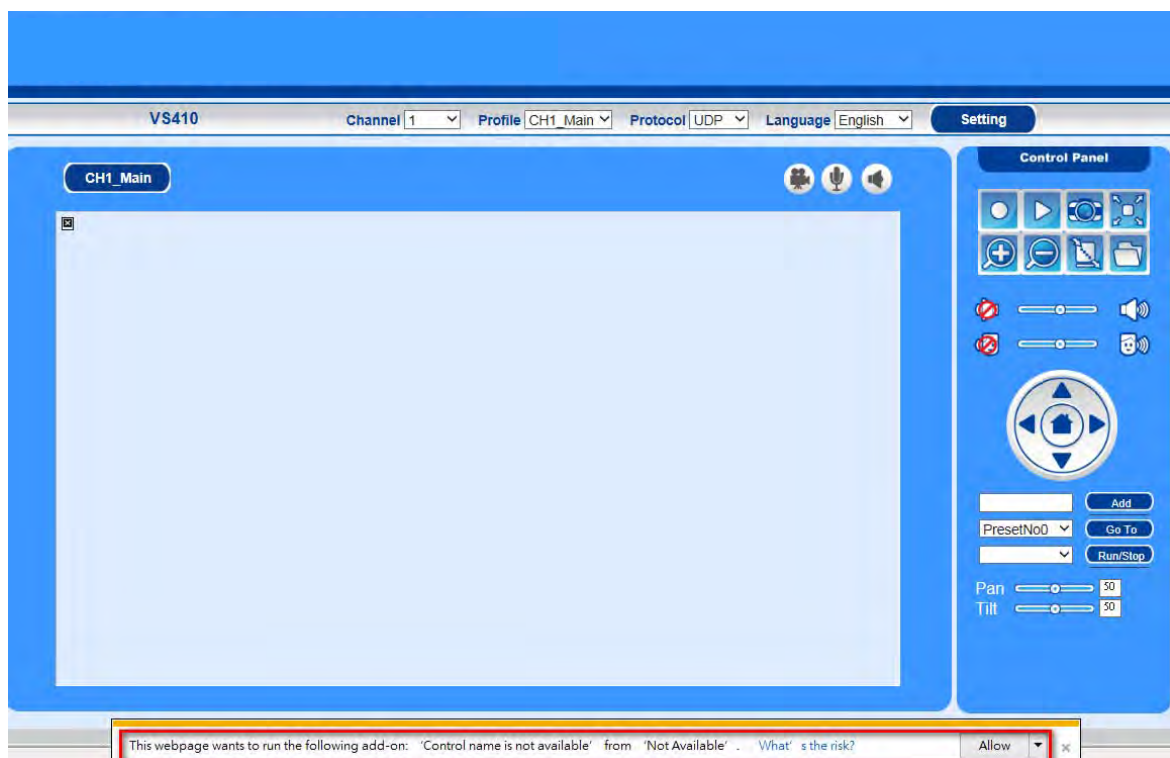 VS410 Channel 1 Profile CH1_Main Protocol UDP Language English Setting
Control Panel
CH1_Main
Add
PresetNo0 Go To
Run/Stop
Pan 50
Tilt 50
This webpage wants to run the following add-on: 'Control name is not available' from 'Not Available'. What's the risk? Allow